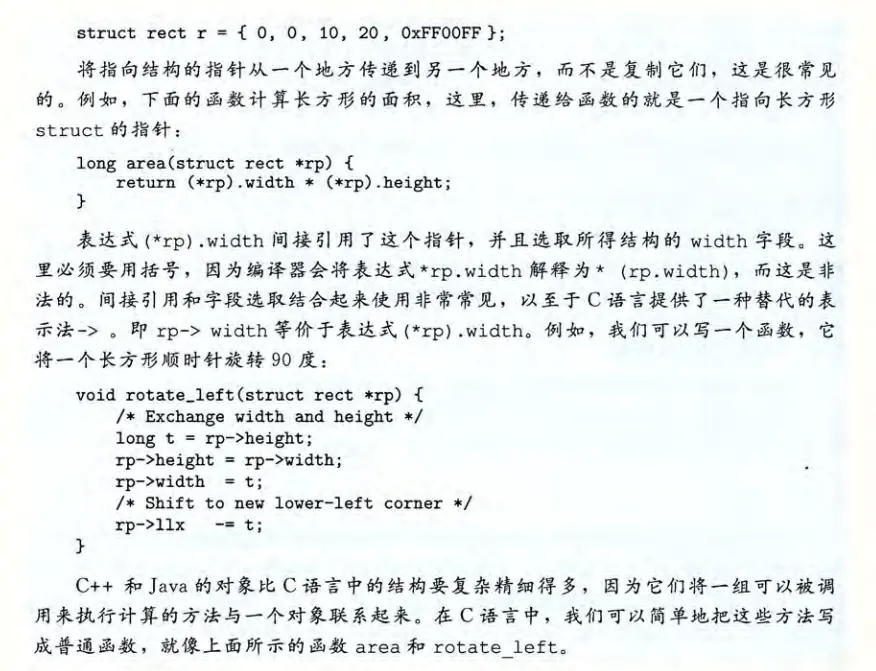 struct rect r = { 0, 0, 10, 20, 0xFF00FF };
将指向结构的指针从一个地方传递到另一个地方，而不是复制它们，这是很常见
的。例如，下面的函数计算长方形的面积，这里，传递给函数的就是一个指向长方形
struct 的指针：
long area(struct rect *rp) {
return (*rp).width * (*rp).height;
}
表达式(*rp).width 间接引用了这个指针，并且选取所得结构的 width 字段。这
里必须要用括号，因为编译器会将表达式*rp.width 解释为* (rp.width)，而这是非
法的。间接引用和字段选取结合起来使用非常常见，以至于 C 语言提供了一种替代的表
示法-> 。即 rp-> width 等价于表达式(*rp).width。例如，我们可以写一个函数，它
将一个长方形顺时针旋转 90 度：
void rotate_left(struct rect *rp) {
/* Exchange width and height */
long t = rp->height;
rp->height = rp->width;
rp->width  = t;
/* Shift to new lower-left corner */
rp->llx   -= t;
}
C++ 和 Java 的对象比 C 语言中的结构要复杂精细得多，因为它们将一组可以被调
用来执行计算的方法与一个对象联系起来。在 C 语言中，我们可以简单地把这些方法写
成普通函数，就像上面所示的函数 area 和 rotate_left。